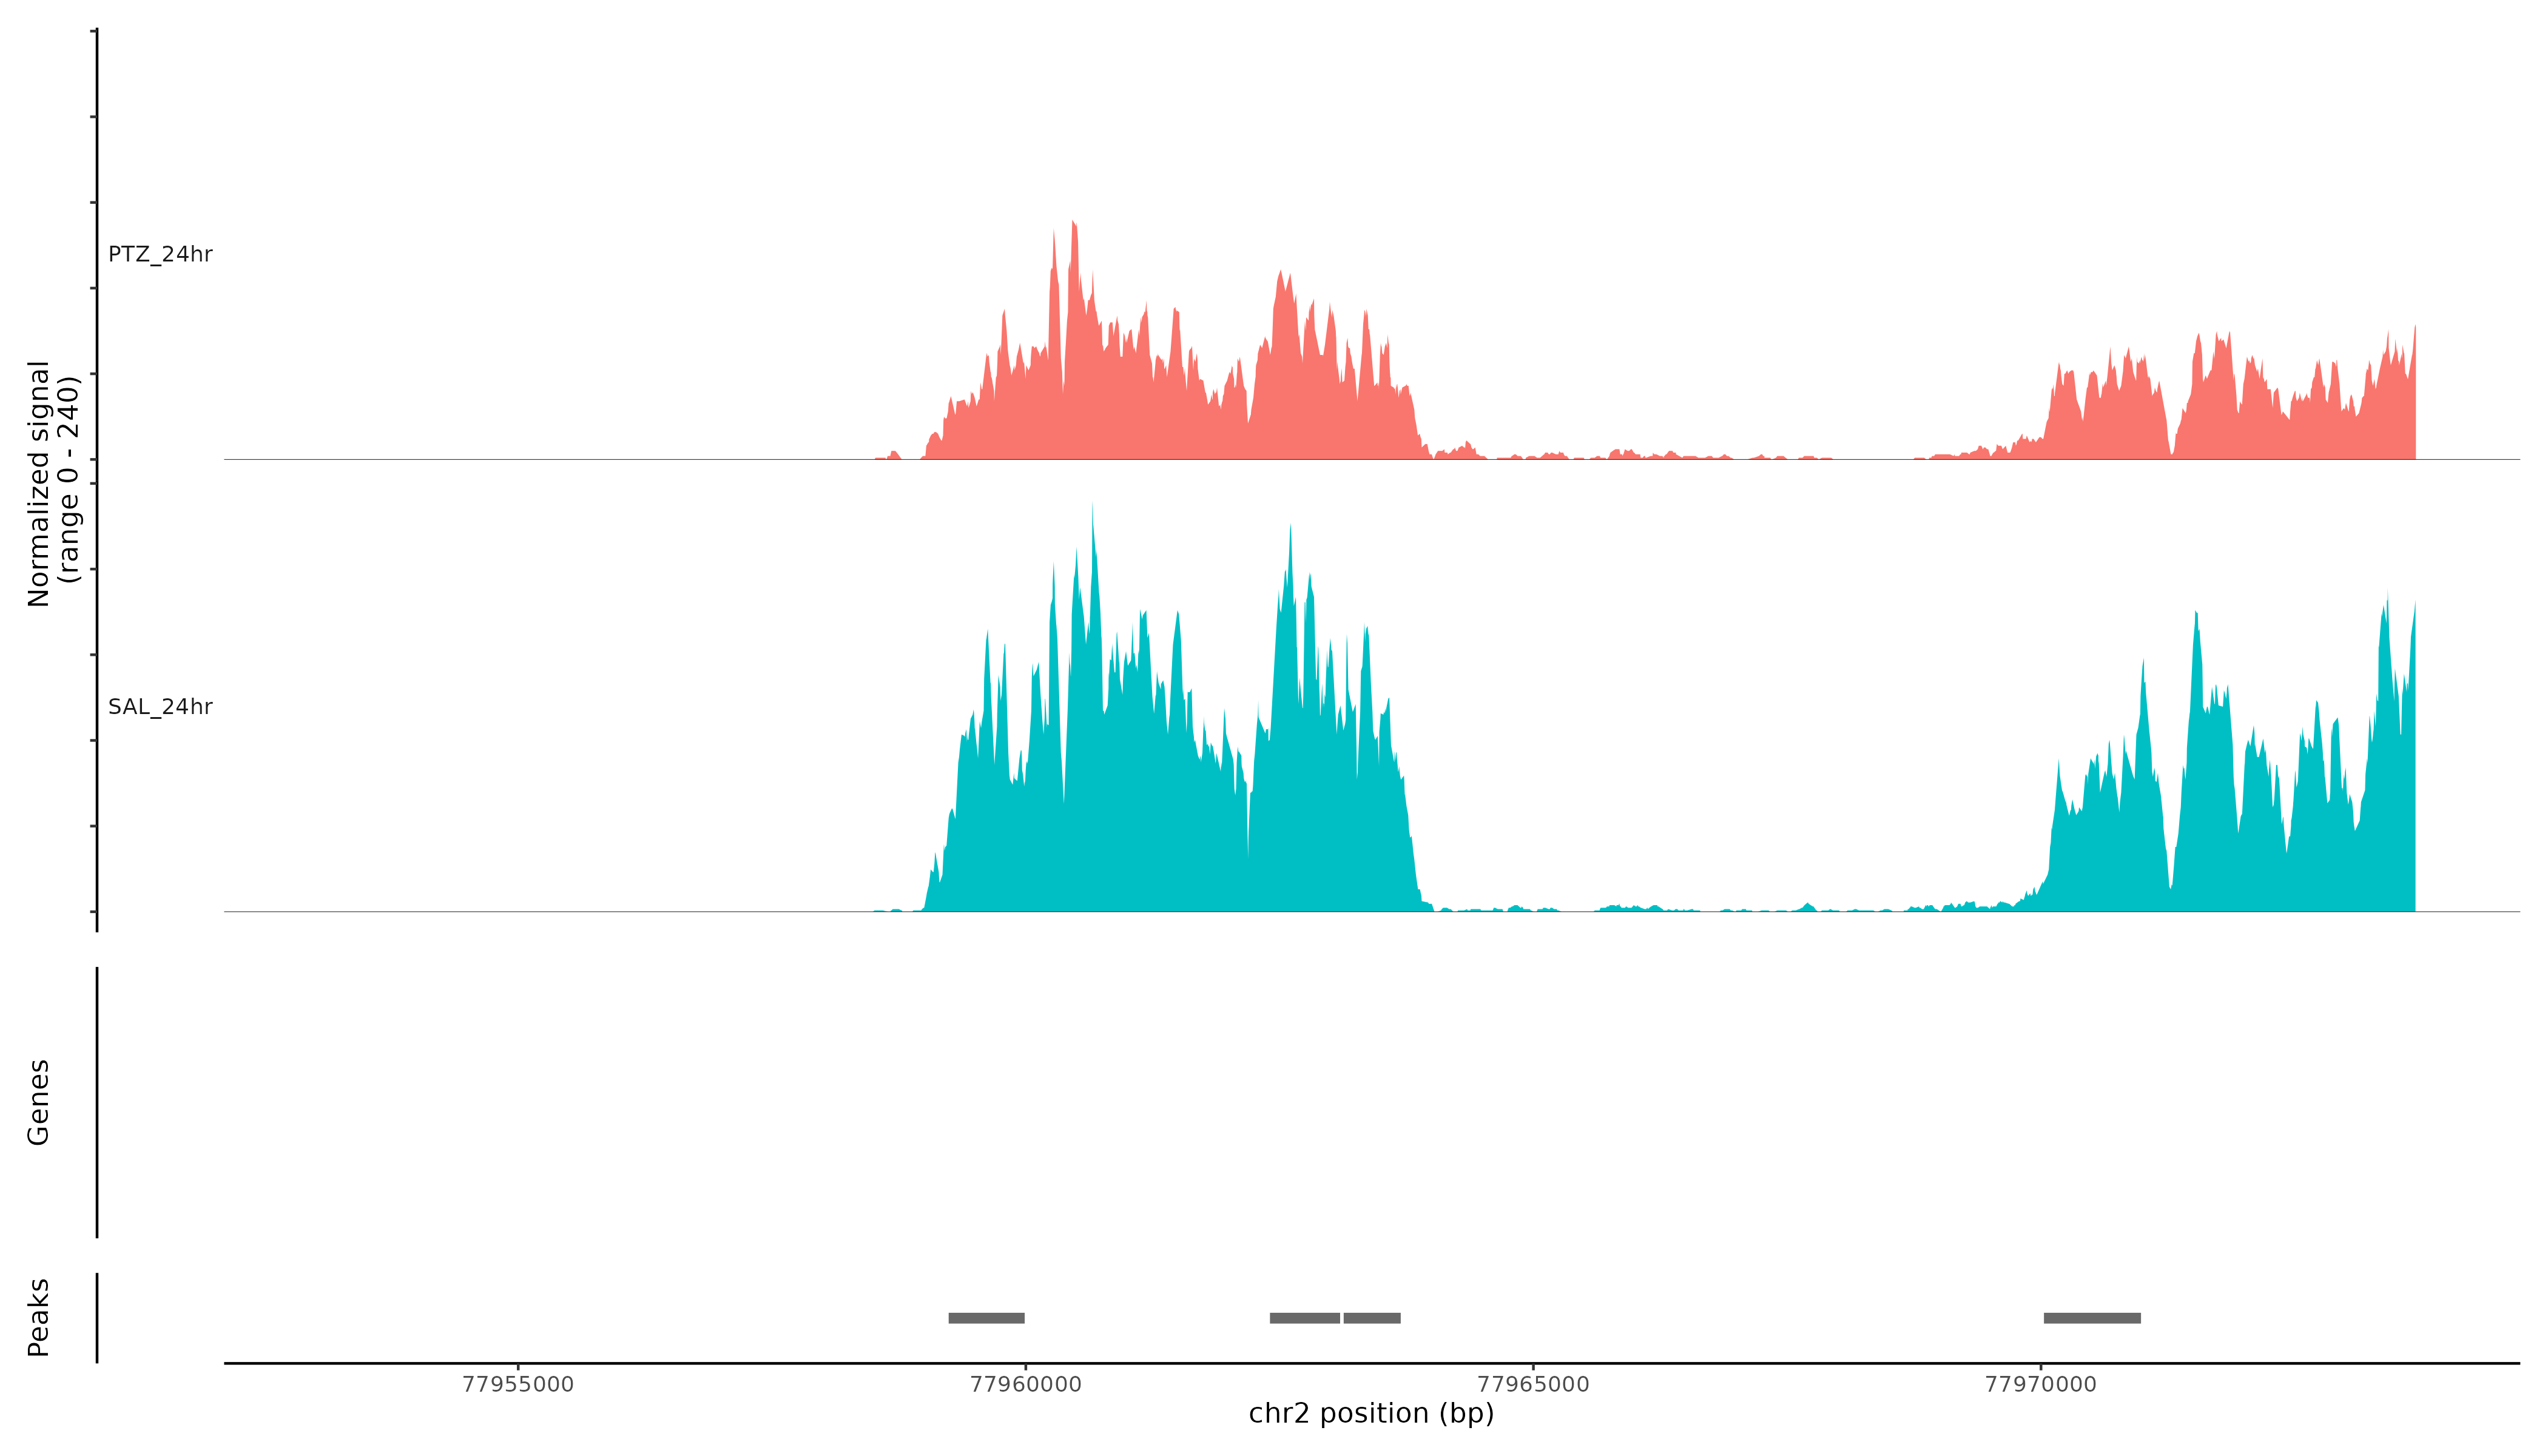 Normalized signal
(range 0 - 240)
PTZ_24hr
SAL_24hr
Genes
Peaks
77955000
77960000
77965000
77970000
chr2 position (bp)